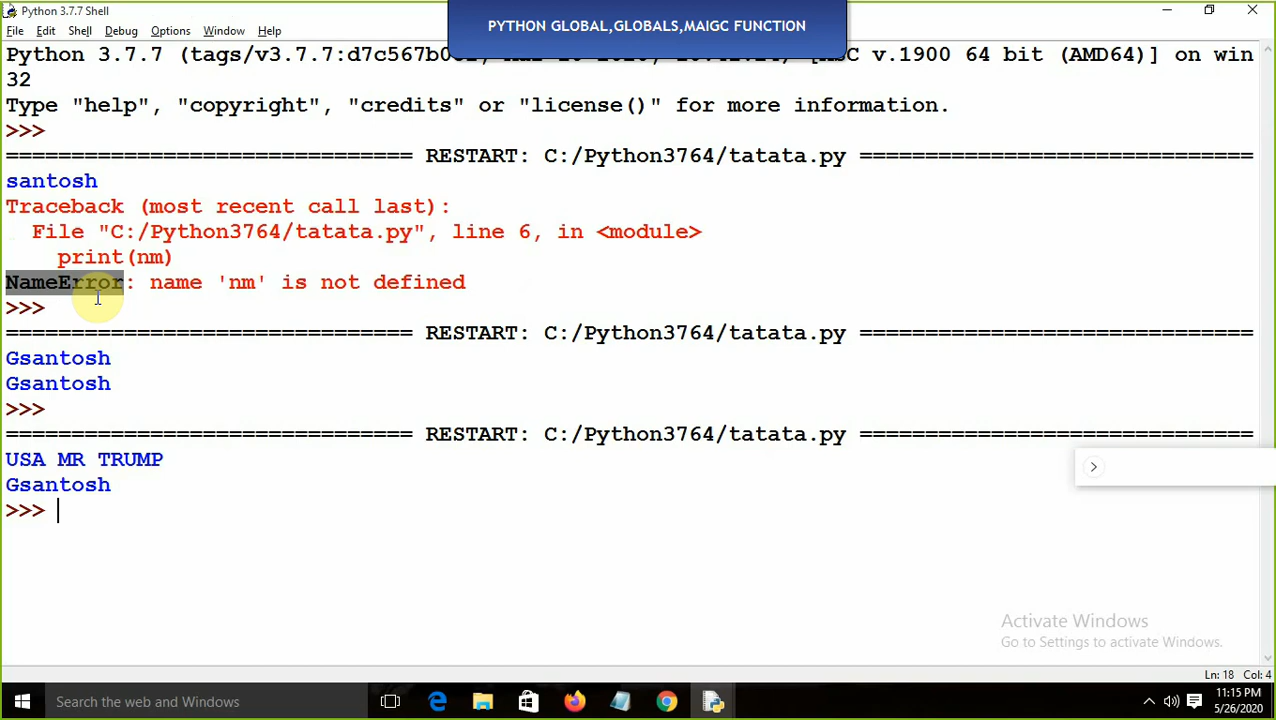 Python 3.7.7 Shell
PYTHON GLOBAL,GLOBALS,MAIGC FUNCTION
File Edit Shell Debug Options Window Help
Python 3.7.7 (tags/v3.7.7:d7c567b v.1900 64 bit (AMD64)] on win
32
Type "help", "copyright", "credits" or "license()" for more information.
>>>
=============================== RESTART: C:/Python3764/tatata.py ===============================
santosh
Traceback (most recent call last):
File "C:/Python3764/tatata.py", line 6, in <module>
print(nm)
NameError: name 'nm' is not defined
>>>
=============================== RESTART: C:/Python3764/tatata.py ===============================
Gsantosh
Gsantosh
>>>
=============================== RESTART: C:/Python3764/tatata.py ===============================
USA MR TRUMP
Gsantosh
>>>
Activate Windows
Go to Settings to activate Windows.
Ln: 18 Col: 4
Search the web and Windows
11:15 PM
5/26/2020